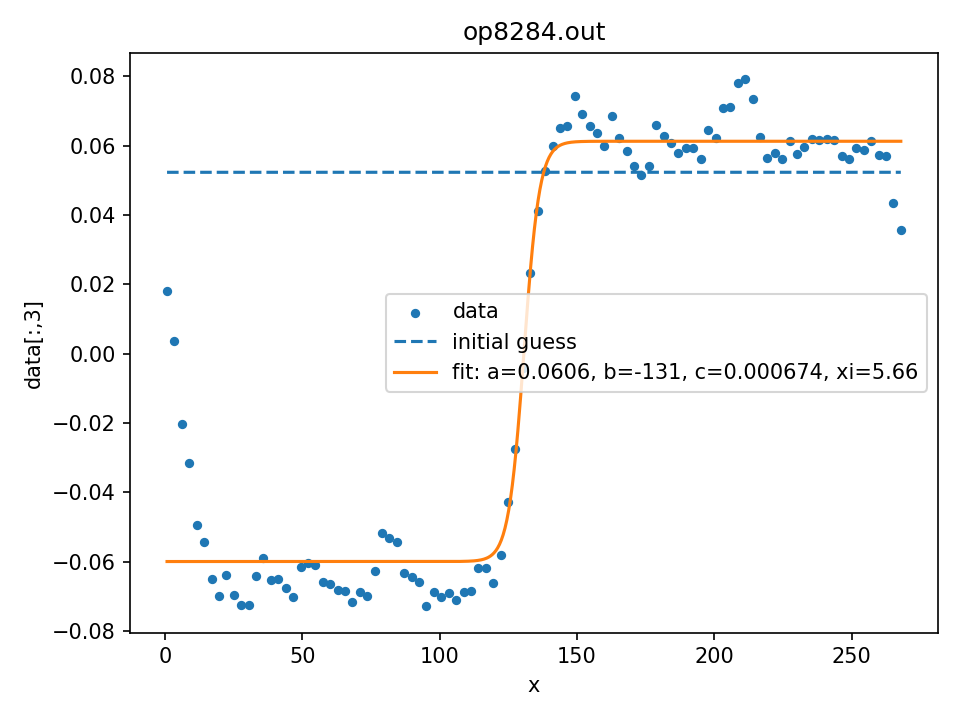 op8284.out
0.08
0.06
0.04
0.02
0.00
−0.02
−0.04
−0.06
−0.08
data[:,3]
data
initial guess
fit: a=0.0606, b=-131, c=0.000674, xi=5.66
0 50 100 150 200 250
x